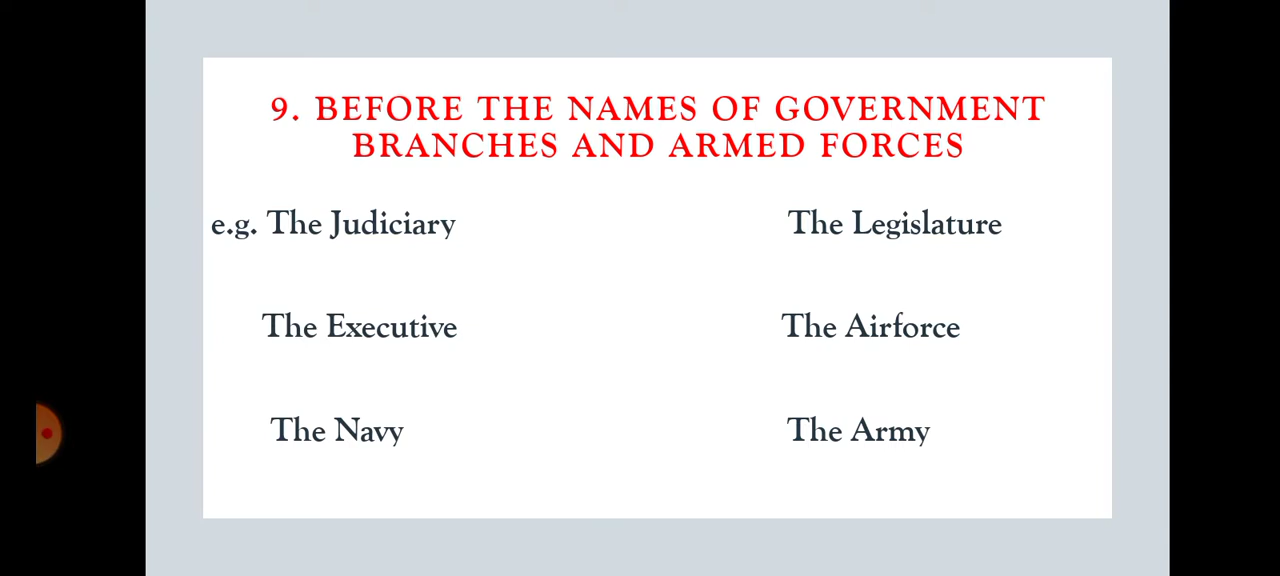 9. BEFORE THE NAMES OF GOVERNMENT
BRANCHES AND ARMED FORCES
e.g. The Judiciary The Legislature
The Executive The Airforce
The Navy The Army